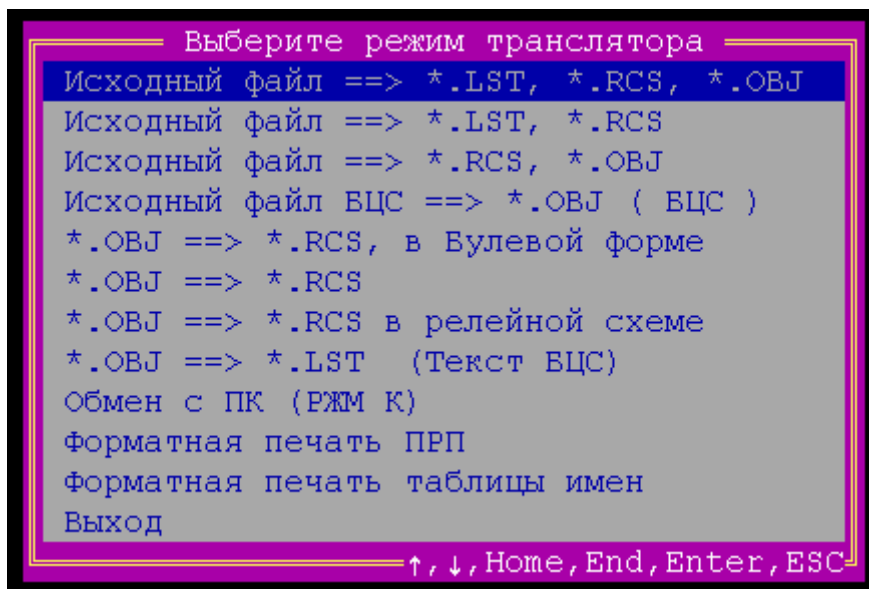 Выберите режим транслятора
Исходный файл ==> *.LST, *.RCS, *.OBJ
Исходный файл ==> *.LST, *.RCS
Исходный файл ==> *.RCS, *.OBJ
Исходный файл БЦС ==> *.OBJ ( БЦС )
*.OBJ ==> *.RCS, в Булевой форме
*.OBJ ==> *.RCS
*.OBJ ==> *.RCS в релейной схеме
*.OBJ ==> *.LST (Текст БЦС)
Обмен с ПК (РЖМ К)
Форматная печать ПРП
Форматная печать таблицы имен
Выход
↑,↓,Home,End,Enter,ESC